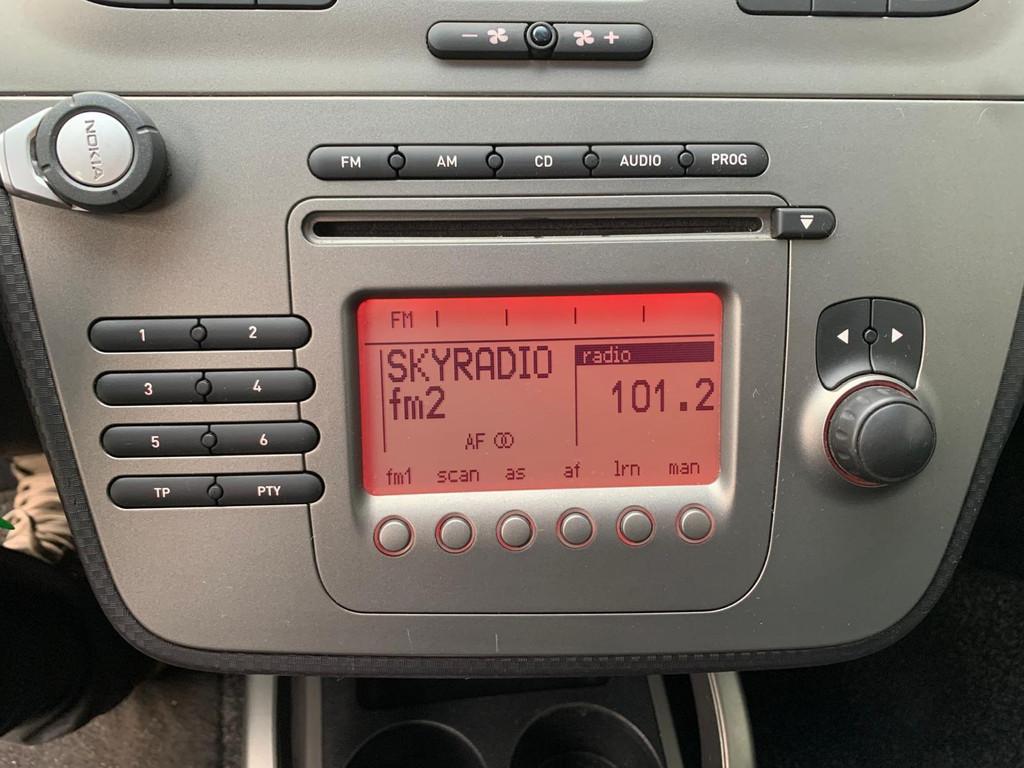 − +
NOKIA
FM AM CD AUDIO PROG
1 2
3 4
5 6
TP PTY
FM
SKYRADIO radio
fm2 101.2
AF
fm1 scan as af lrn man